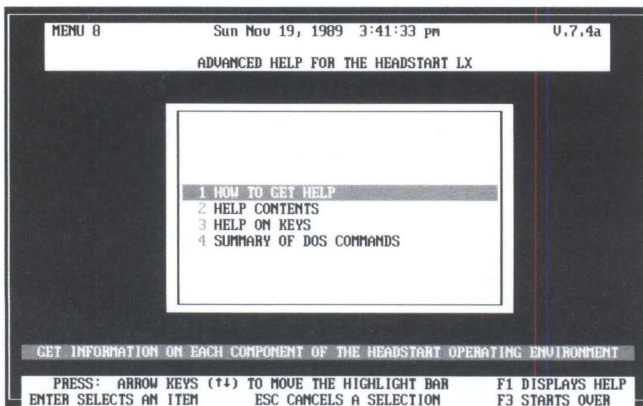 MENU 8 Sun Nov 19, 1989 3:41:33 pm V.7.4a
ADVANCED HELP FOR THE HEADSTART LX
1 HOW TO GET HELP
2 HELP CONTENTS
3 HELP ON KEYS
4 SUMMARY OF DOS COMMANDS
GET INFORMATION ON EACH COMPONENT OF THE HEADSTART OPERATING ENVIRONMENT
PRESS: ARROW KEYS (↑↓) TO MOVE THE HIGHLIGHT BAR F1 DISPLAYS HELP
ENTER SELECTS AN ITEM ESC CANCELS A SELECTION F3 STARTS OVER